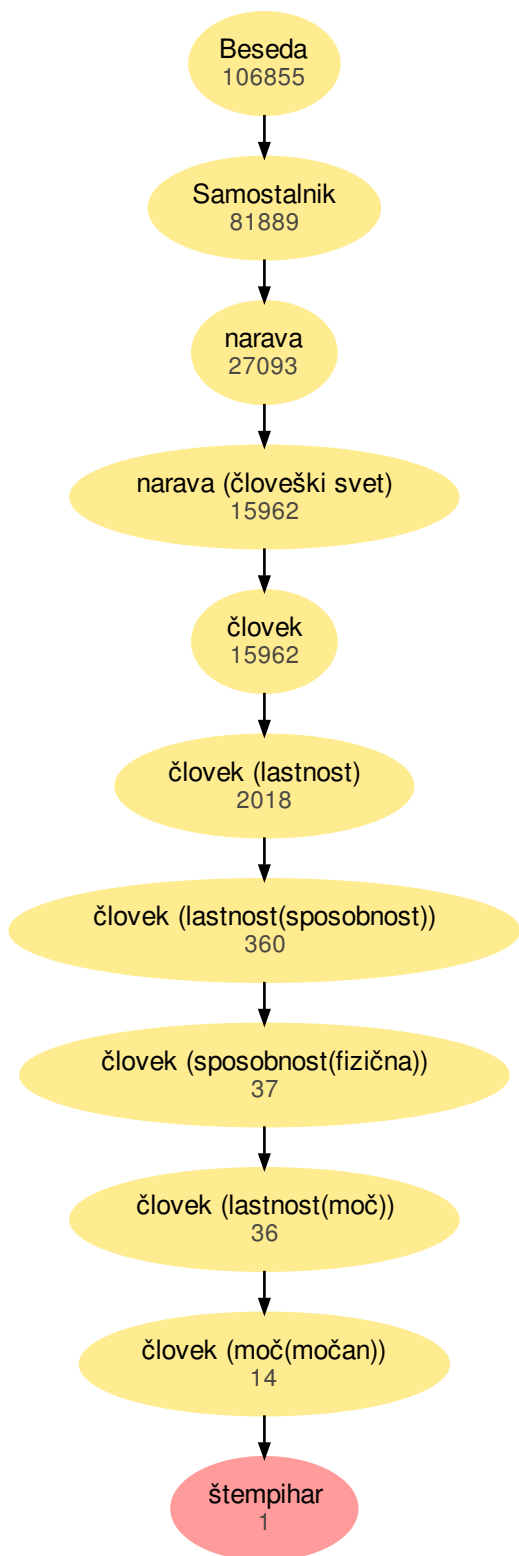 Beseda
106855
Samostalnik
81889
narava
27093
narava (človeški svet)
15962
človek
15962
človek (lastnost)
2018
človek (lastnost(sposobnost))
360
človek (sposobnost(fizična))
37
človek (lastnost(moč))
36
človek (moč(močan))
14
štempihar
1